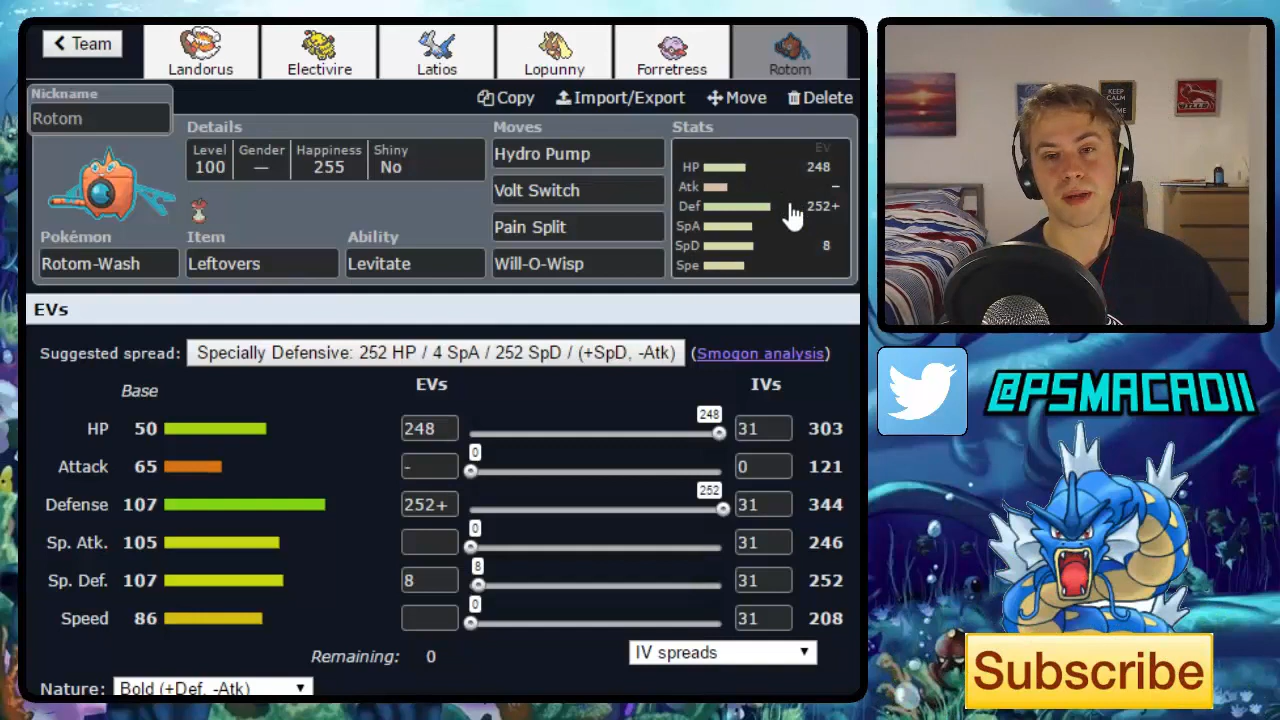 Team
Landorus
Electivire
Latios
Lopunny
Forretress
Rotom
Nickname
Rotom
Copy
Import/Export
Move
Delete
Details
Moves
Stats
Level Gender Happiness Shiny
100 — 255 No
Hydro Pump
Volt Switch
Pain Split
Will-O-Wisp
EV
HP 248
Atk –
Def 252+
SpA
SpD 8
Spe
Pokémon Item Ability
Rotom-Wash Leftovers Levitate
EVs
Suggested spread: Specially Defensive: 252 HP / 4 SpA / 252 SpD / (+SpD, -Atk) (Smogon analysis)
Base EVs IVs
HP 50 248 248 31 303
Attack 65 - 0 0 121
Defense 107 252+ 252 31 344
Sp. Atk. 105 0 31 246
Sp. Def. 107 8 8 31 252
Speed 86 0 31 208
Remaining: 0
IV spreads
Nature: Bold (+Def, -Atk)
KEEP CALM
@PSMACADII
Subscribe